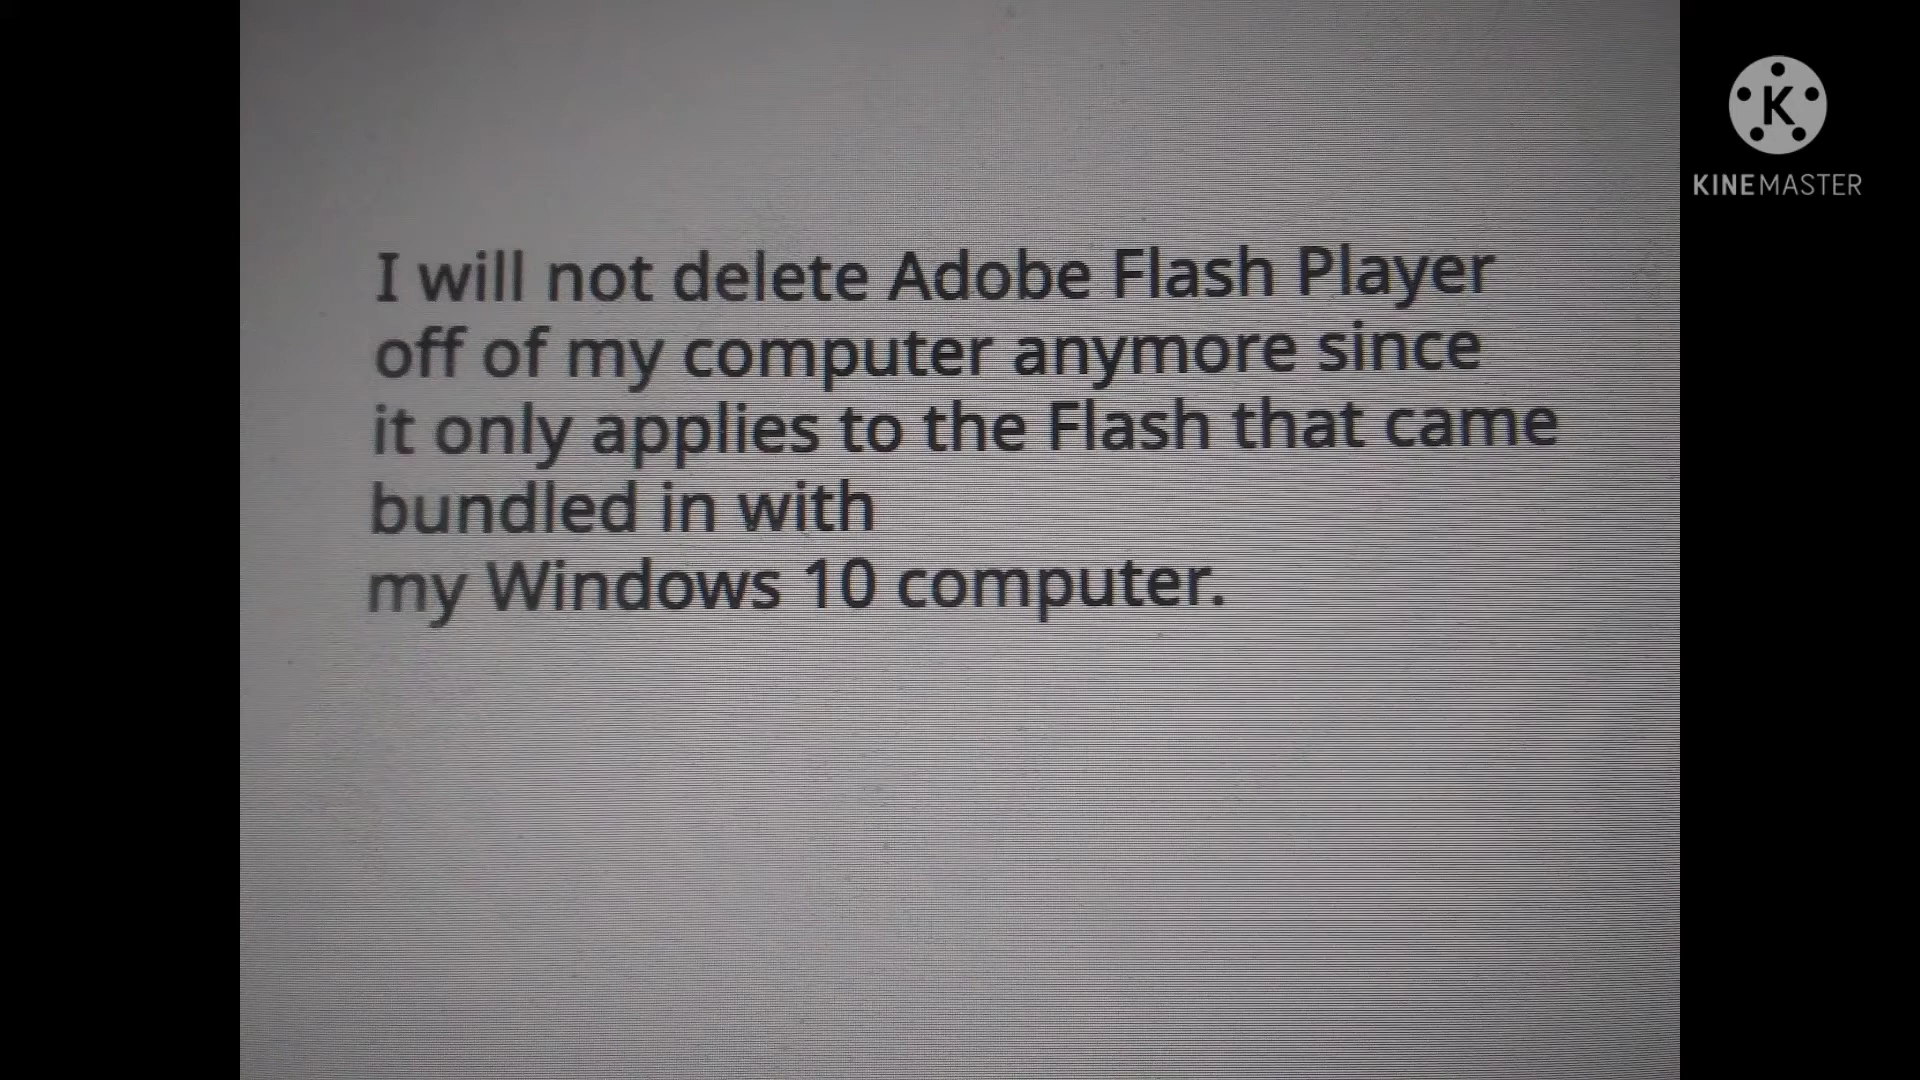 I will not delete Adobe Flash Player
off of my computer anymore since
it only applies to the Flash that came
bundled in with
my Windows 10 computer.
K
KINEMASTER